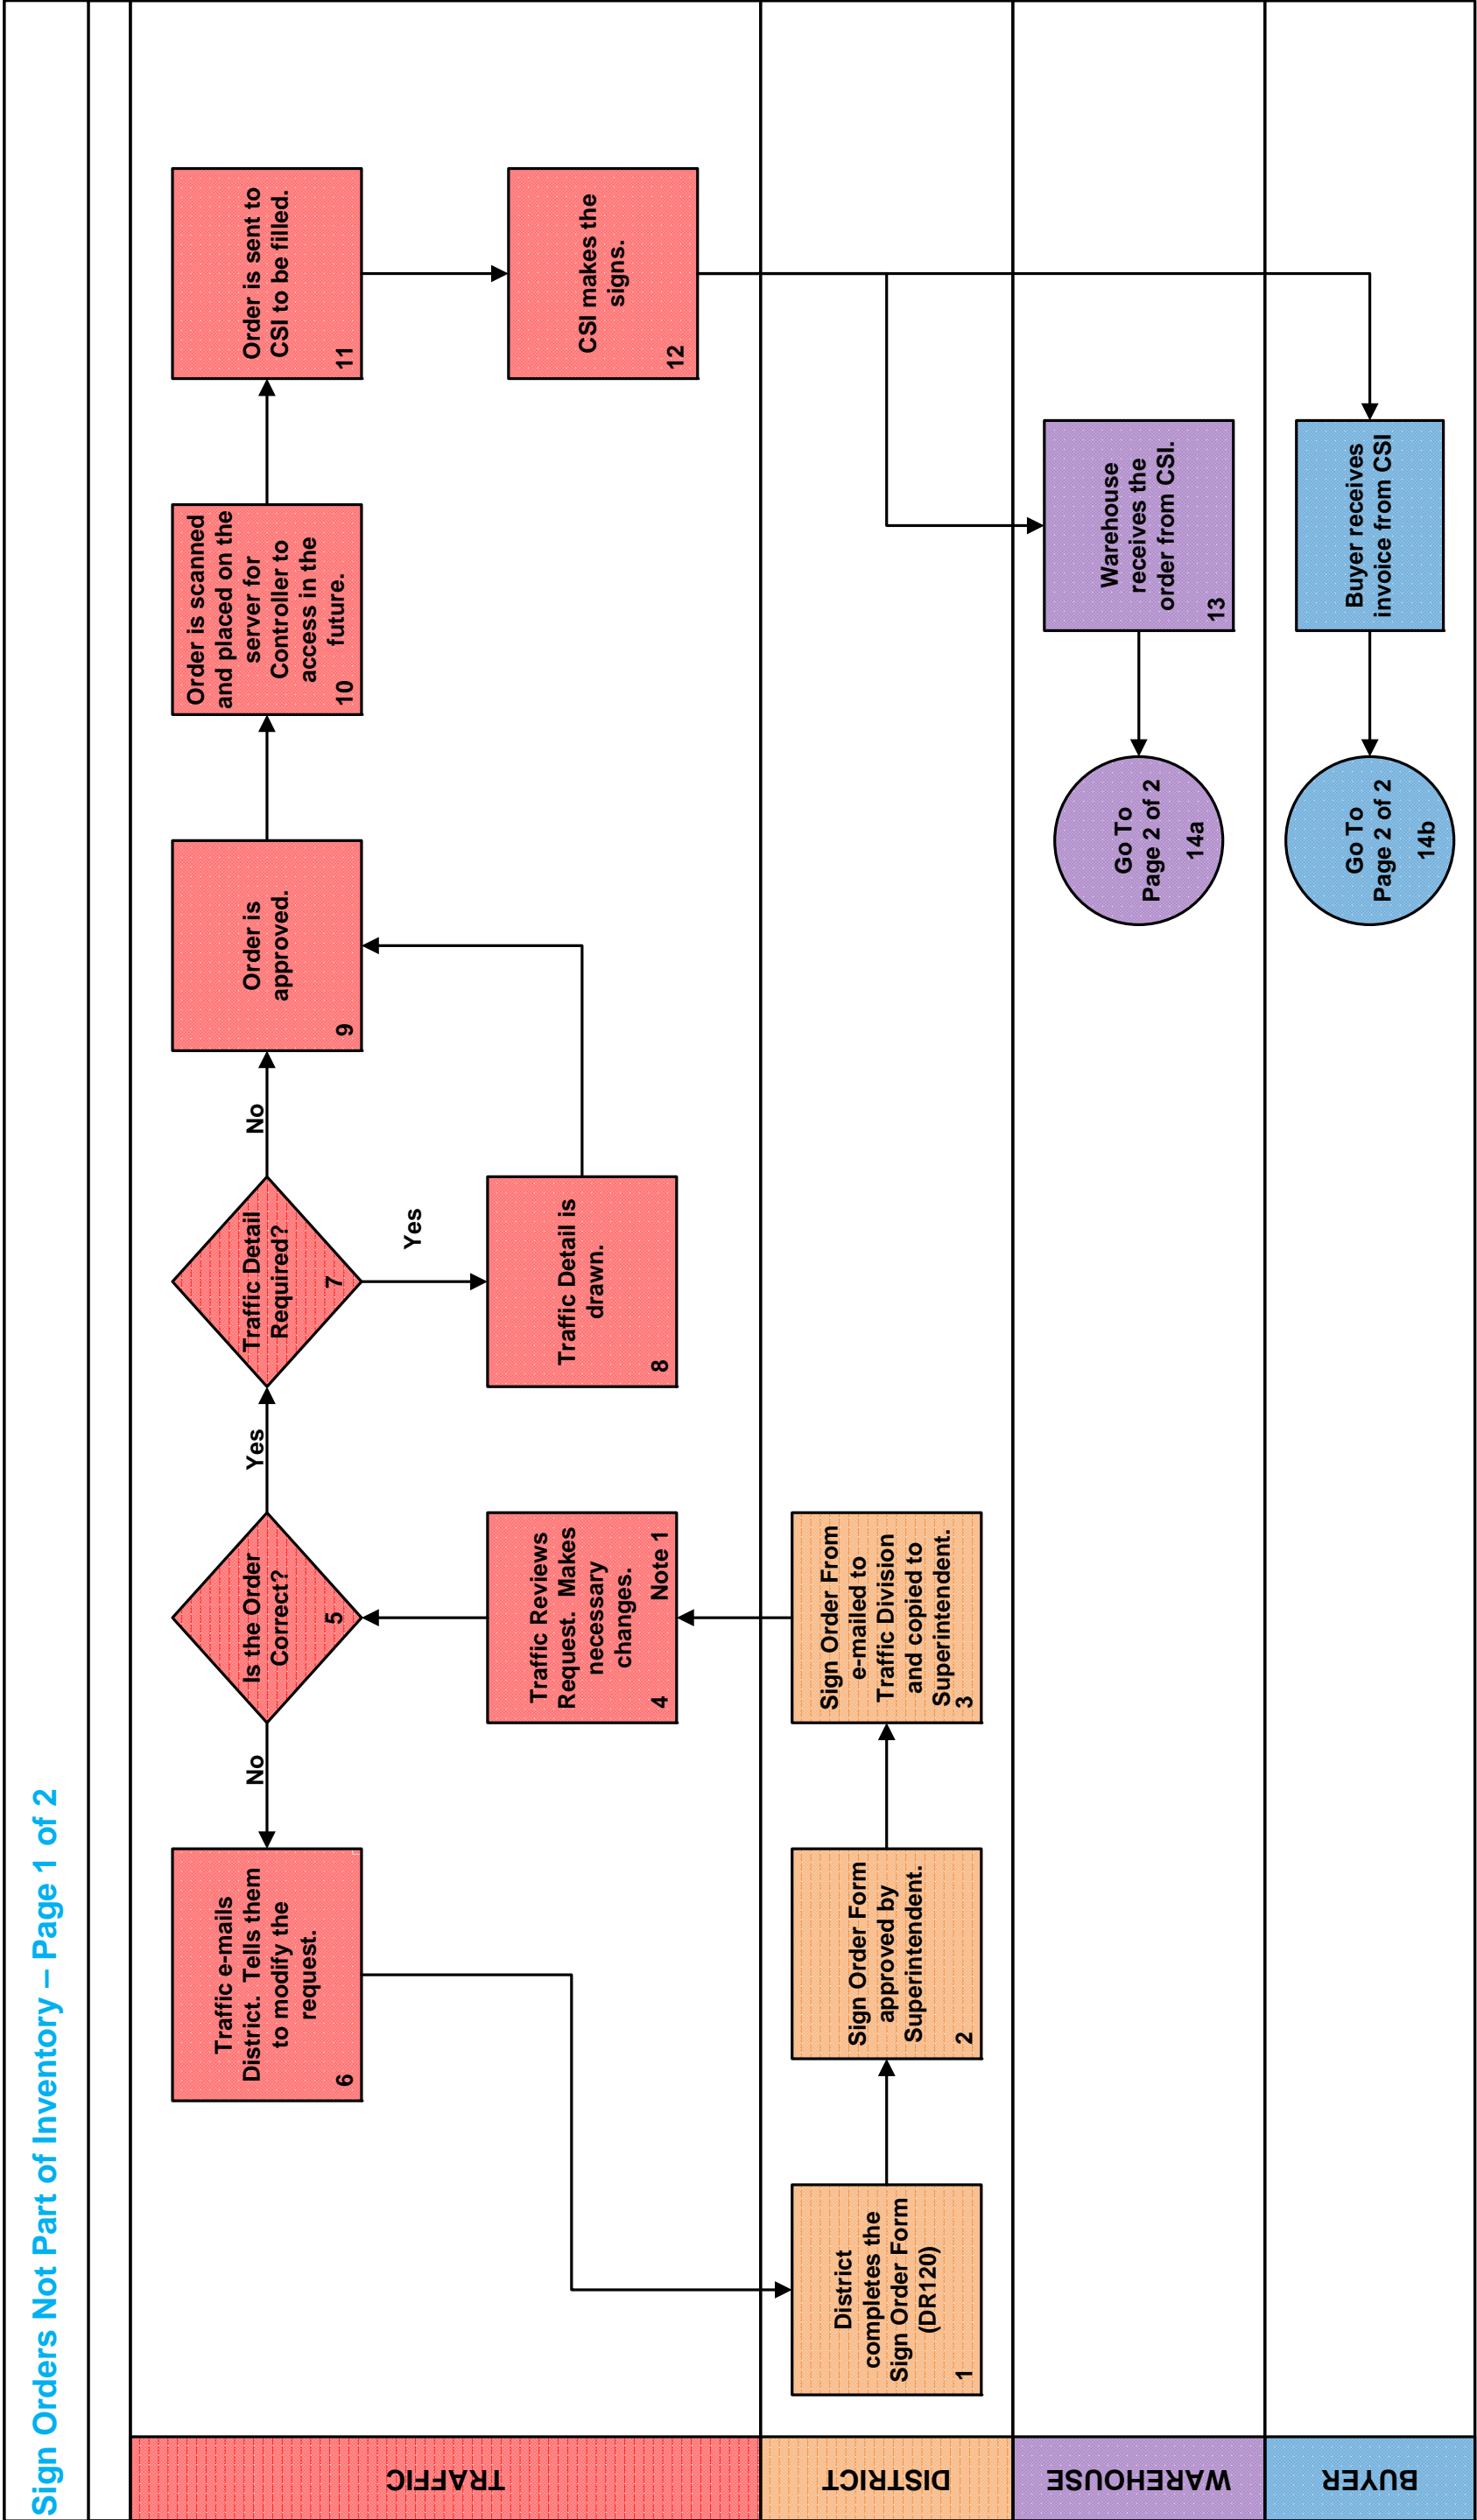 Sign Orders Not Part of Inventory – Page 1 of 2
TRAFFIC
Traffic e-mails
District. Tells them
to modify the
request.
6
No
Is the Order
Correct?
5
Yes
Traffic Detail
Required?
7
No
Order is
approved.
9
Order is scanned
and placed on the
server for
Controller to
access in the
future.
10
Order is sent to
CSI to be filled.
11
Traffic Reviews
Request. Makes
necessary
changes.
4
Note 1
Yes
Traffic Detail is
drawn.
8
CSI makes the
signs.
12
DISTRICT
District
completes the
Sign Order Form
(DR120)
1
Sign Order Form
approved by
Superintendent.
2
Sign Order From
e-mailed to
Traffic Division
and copied to
Superintendent.
3
WAREHOUSE
Go To
Page 2 of 2
14a
Warehouse
receives the
order from CSI.
13
BUYER
Go To
Page 2 of 2
14b
Buyer receives
invoice from CSI